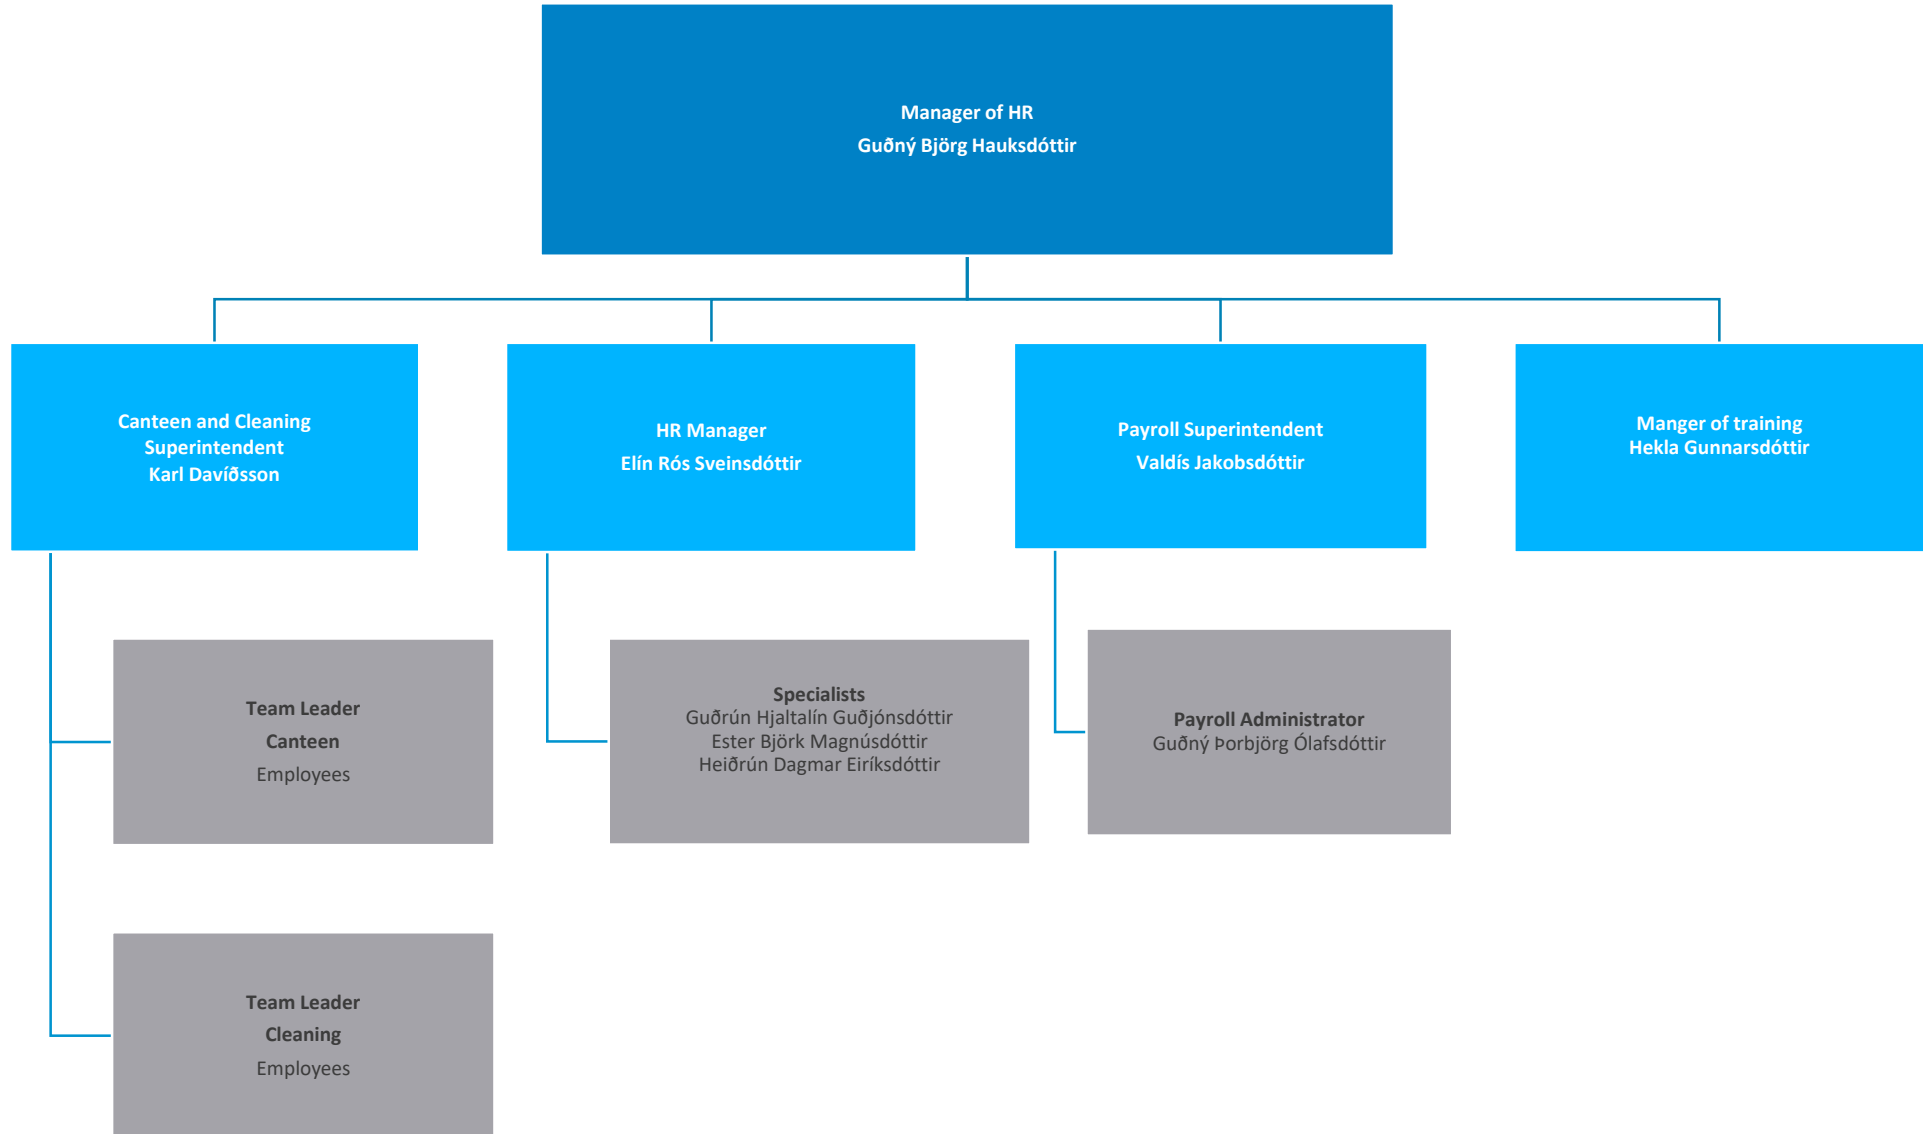 Manager of HR
Guðný Björg Hauksdóttir
Canteen and Cleaning
Superintendent
Karl Davíðsson
HR Manager
Elín Rós Sveinsdóttir
Payroll Superintendent
Valdís Jakobsdóttir
Manger of training
Hekla Gunnarsdóttir
Team Leader
Canteen
Employees
Specialists
Guðrún Hjaltalín Guðjónsdóttir
Ester Björk Magnúsdóttir
Heiðrún Dagmar Eiríksdóttir
Payroll Administrator
Guðný Þorbjörg Ólafsdóttir
Team Leader
Cleaning
Employees